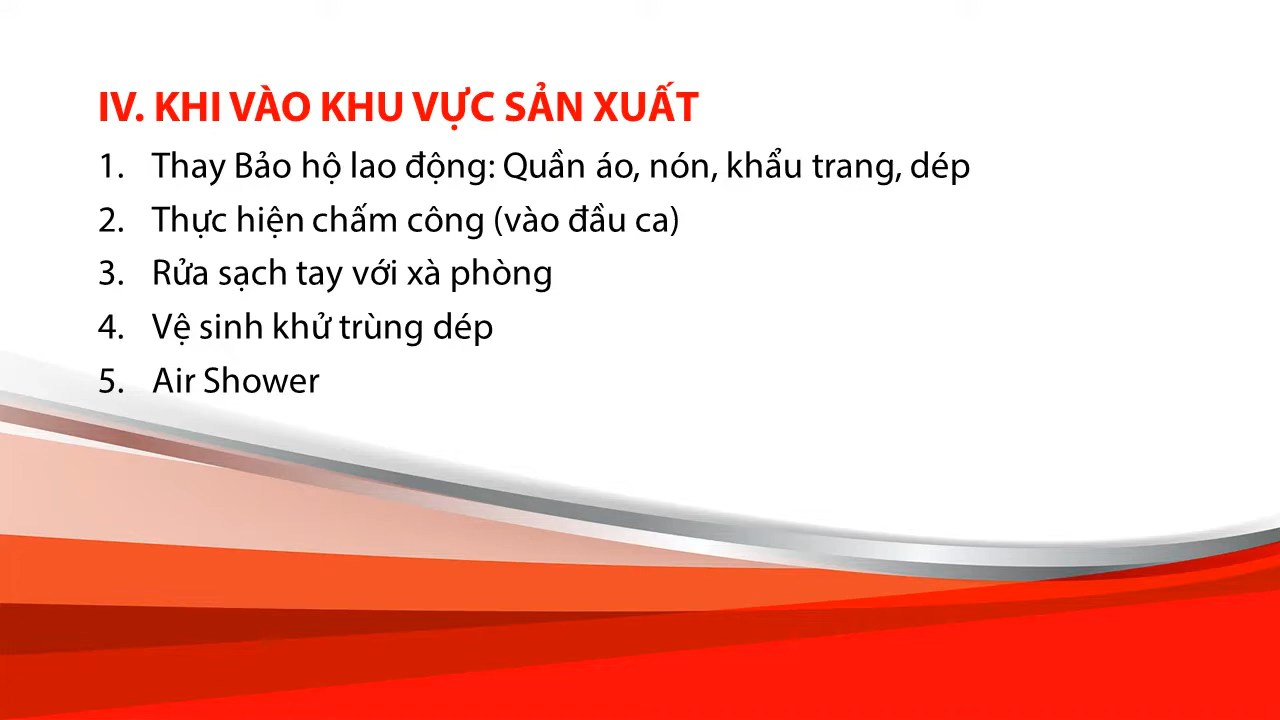 IV. KHI VÀO KHU VỰC SẢN XUẤT
1. Thay Bảo hộ lao động: Quần áo, nón, khẩu trang, dép
2. Thực hiện chấm công (vào đầu ca)
3. Rửa sạch tay với xà phòng
4. Vệ sinh khử trùng dép
5. Air Shower